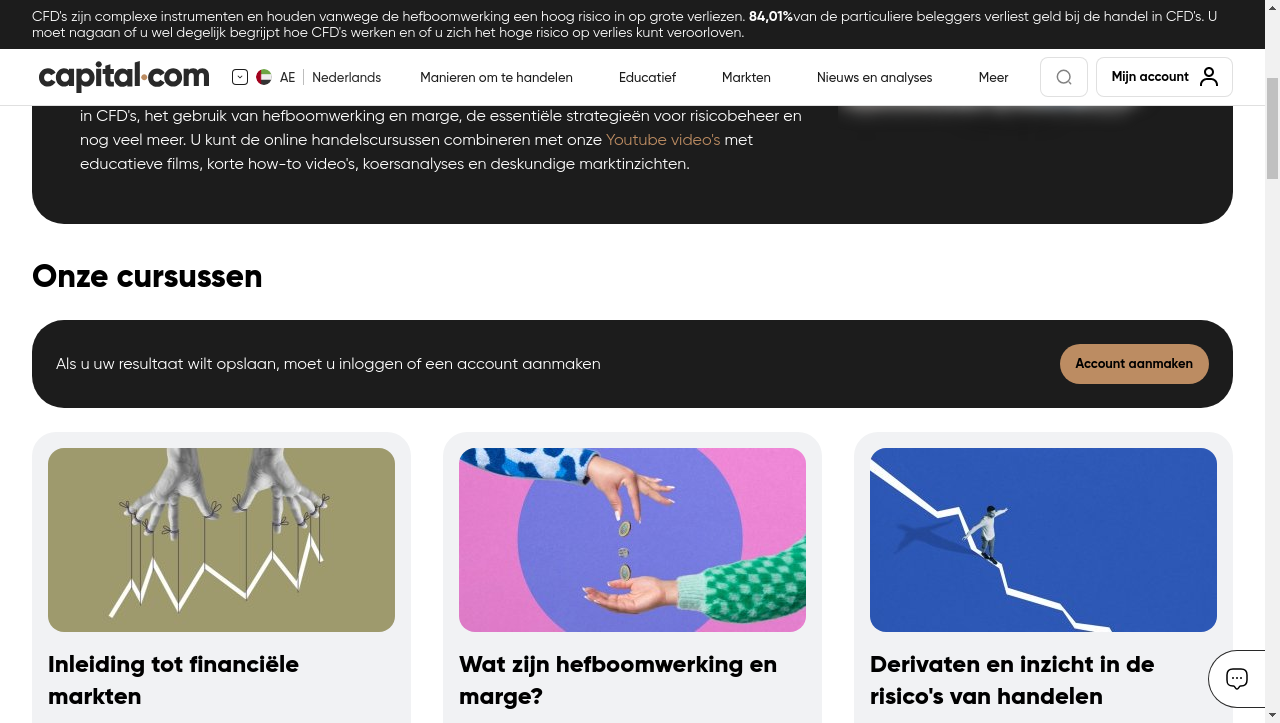 CFD's zijn complexe instrumenten en houden vanwege de hefboomwerking een hoog risico in op grote verliezen. 84,01%van de particuliere beleggers verliest geld bij de handel in CFD's. U
moet nagaan of u wel degelijk begrijpt hoe CFD's werken en of u zich het hoge risico op verlies kunt veroorloven.
capital.com AE Nederlands Manieren om te handelen Educatief Markten Nieuws en analyses Meer Mijn account
in CFD's, het gebruik van hefboomwerking en marge, de essentiële strategieën voor risicobeheer en
nog veel meer. U kunt de online handelscursussen combineren met onze Youtube video's met
educatieve films, korte how-to video's, koersanalyses en deskundige marktinzichten.
Onze cursussen
Als u uw resultaat wilt opslaan, moet u inloggen of een account aanmaken
Account aanmaken
Inleiding tot financiële
markten
Wat zijn hefboomwerking en
marge?
Derivaten en inzicht in de
risico's van handelen